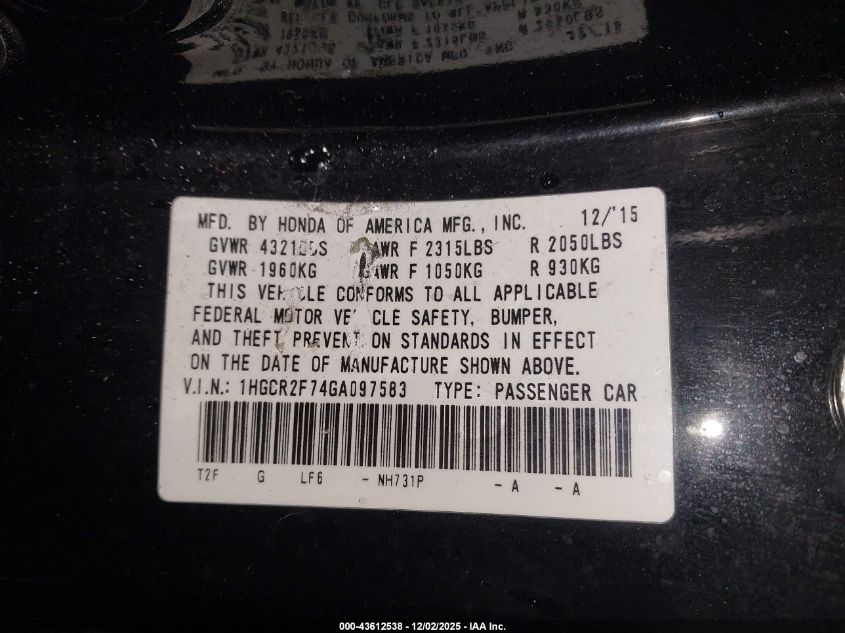 MFD. BY HONDA OF AMERICA MFG., INC. 12/'15
GVWR F 2315LBS R 2050LBS
GVWR 1960KG F 1050KG R 930KG
THIS VEHICLE CONFORMS TO ALL APPLICABLE
FEDERAL MOTOR VEHICLE SAFETY, BUMPER,
AND THEFT PREVENTION STANDARDS IN EFFECT
ON THE DATE OF MANUFACTURE SHOWN ABOVE.
V.I.N.: 1HGCR2F74GA097583 TYPE: PASSENGER CAR
T2F G LF6 - NH731P - A - A
000-43612538 - 12/02/2025 - IAA Inc.